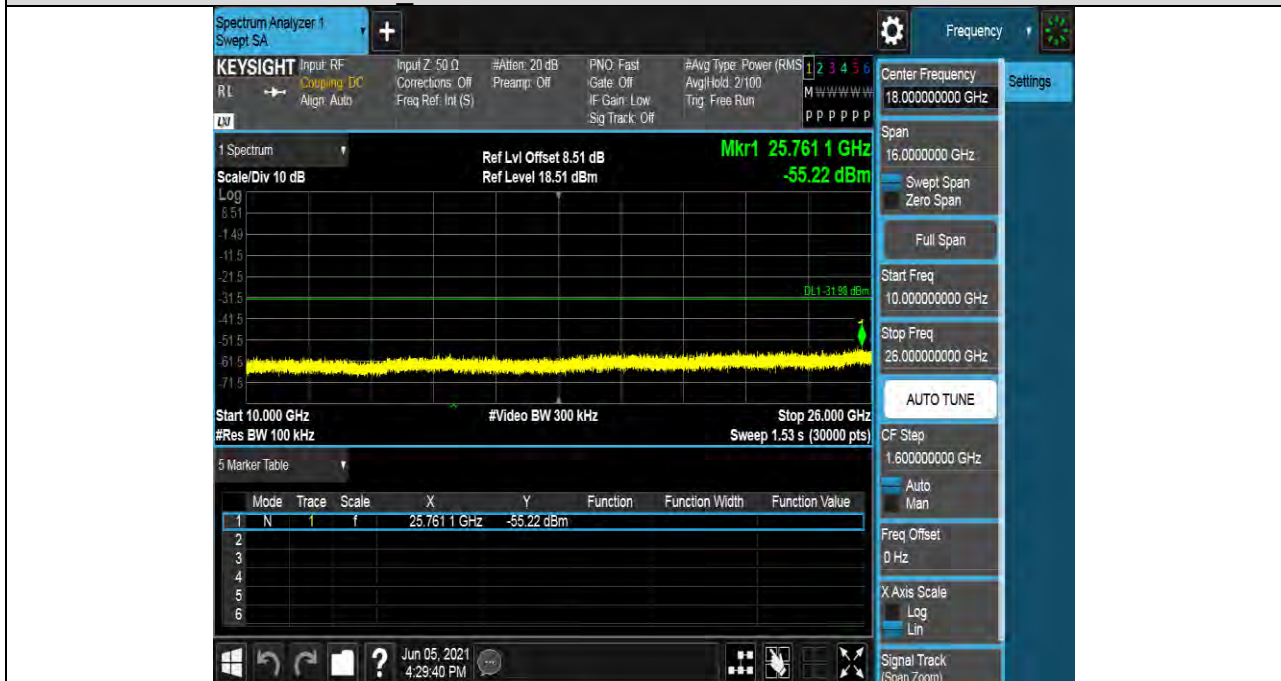 Spectrum Analyzer 1
Swept SA
+
Frequency
KEYSIGHT
RL
LXI
Input: RF
Coupling: DC
Align: Auto
Input Z: 50 Ω
Corrections: Off
Freq Ref: Int (S)
#Atten: 20 dB
Preamp: Off
PNO: Fast
Gate: Off
IF Gain: Low
Sig Track: Off
#Avg Type: Power (RMS
Avg|Hold: 2/100
Trig: Free Run
1 2 3 4 5 6
M W W W W W
P P P P P P
1 Spectrum
Scale/Div 10 dB
Ref Lvl Offset 8.51 dB
Ref Level 18.51 dBm
Mkr1 25.761 1 GHz
-55.22 dBm
Log
8.51
-1.49
-11.5
-21.5
-31.5
-41.5
-51.5
-61.5
-71.5
DL1 -31.98 dBm
1
Start 10.000 GHz
#Res BW 100 kHz
#Video BW 300 kHz
Stop 26.000 GHz
Sweep 1.53 s (30000 pts)
5 Marker Table
Mode Trace Scale X Y Function Function Width Function Value
1 N 1 f 25.761 1 GHz -55.22 dBm
2
3
4
5
6
?
Jun 05, 2021
4:29:40 PM
Center Frequency
18.000000000 GHz
Settings
Span
16.0000000 GHz
Swept Span
Zero Span
Full Span
Start Freq
10.000000000 GHz
Stop Freq
26.000000000 GHz
AUTO TUNE
CF Step
1.600000000 GHz
Auto
Man
Freq Offset
0 Hz
X Axis Scale
Log
Lin
Signal Track
(Span Zoom)